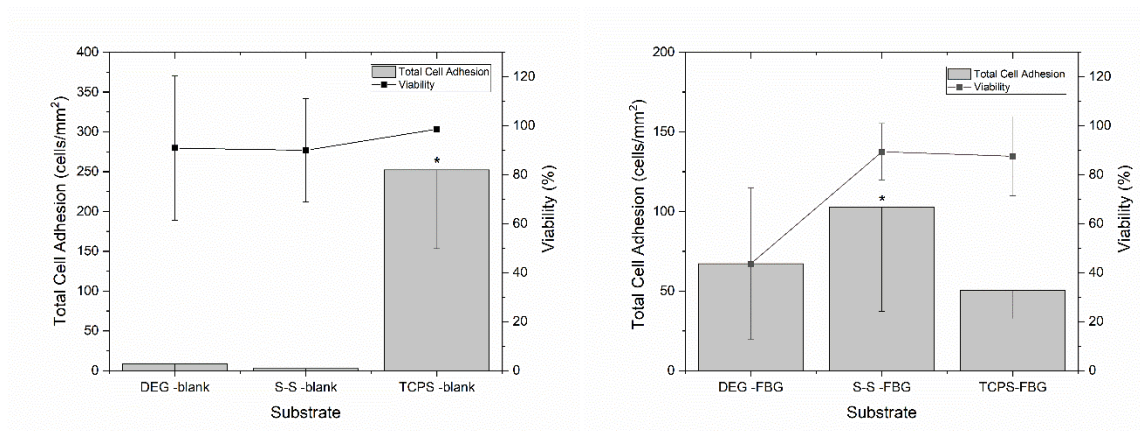 400
350
300
250
200
150
100
50
0
Total Cell Adhesion (cells/mm²)
Total Cell Adhesion
Viability
*
120
100
80
60
40
20
0
Viability (%)
DEG -blank S-S -blank TCPS -blank
Substrate
200
150
100
50
0
Total Cell Adhesion (cells/mm²)
Total Cell Adhesion
Viability
*
120
100
80
60
40
20
0
Viability (%)
DEG -FBG S-S -FBG TCPS-FBG
Substrate